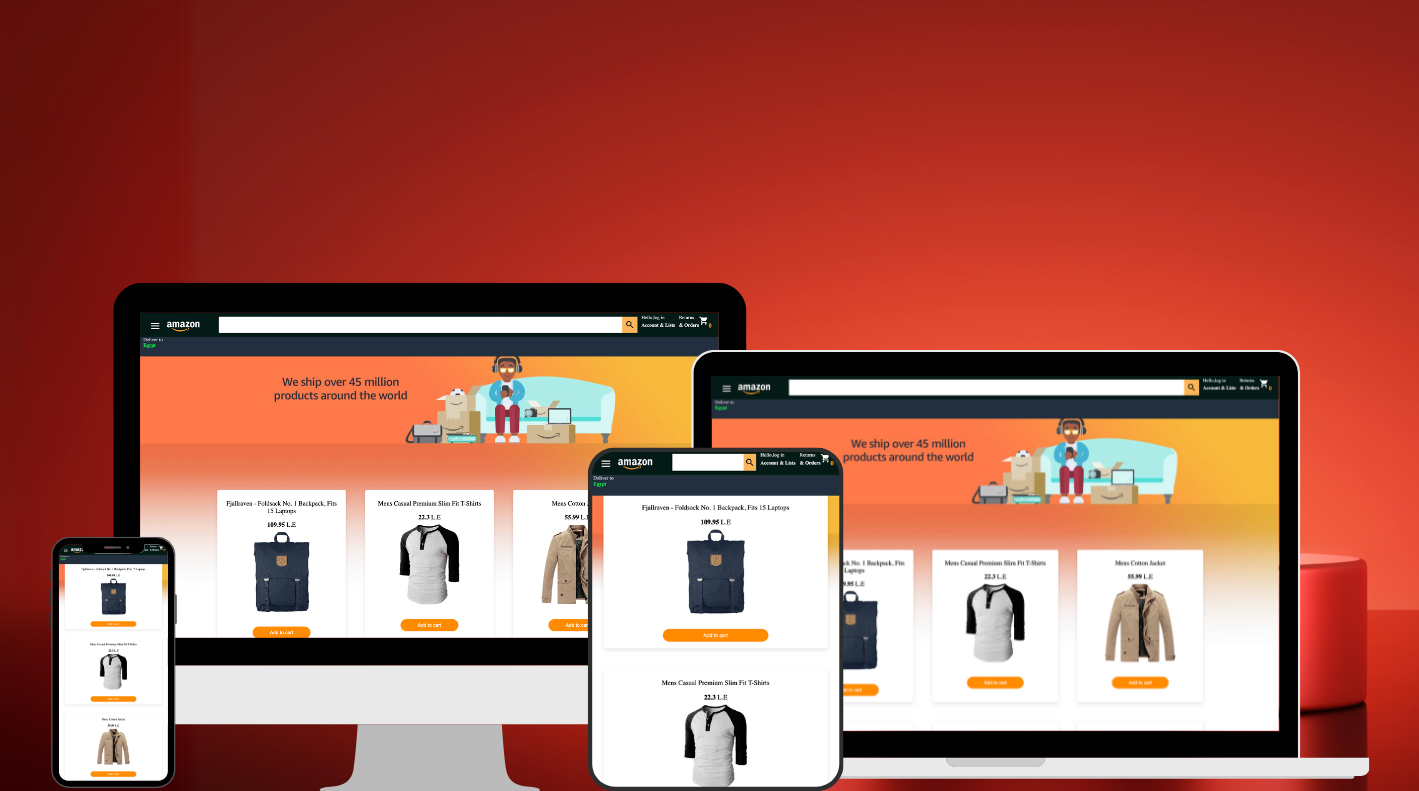 amazon
Hello,log in
Account & Lists
Returns
& Orders
0
Deliver to
Egypt
We ship over 45 million
products around the world
Fjallraven - Foldsack No. 1 Backpack, Fits
15 Laptops
109.95 L.E
Add to cart
Mens Casual Premium Slim Fit T-Shirts
22.3 L.E
Add to cart
Mens Cotton
55.99 L
Add to car
amazon
Hello,log in
Account & Lists
Returns
& Orders
0
Deliver to
Egypt
We ship over 45 million
products around the world
ck No. 1 Backpack, Fits
Laptops
9.95 L.E
dd to cart
Mens Casual Premium Slim Fit T-Shirts
22.3 L.E
Add to cart
Mens Cotton Jacket
55.99 L.E
Add to cart
amazon
Hello,log in
Account & Lists
Returns
& Orders
0
Deliver to
Egypt
Fjallraven - Foldsack No. 1 Backpack, Fits 15 Laptops
109.95 L.E
Add to cart
Mens Casual Premium Slim Fit T-Shirts
22.3 L.E
Fjallraven - Foldsack No. 1 Backpack, Fits 15 Laptops
109.95 L.E
Add to cart
Mens Casual Premium Slim Fit T-Shirts
22.3 L.E
Add to cart
Mens Cotton Jacket
55.99 L.E
Add to cart